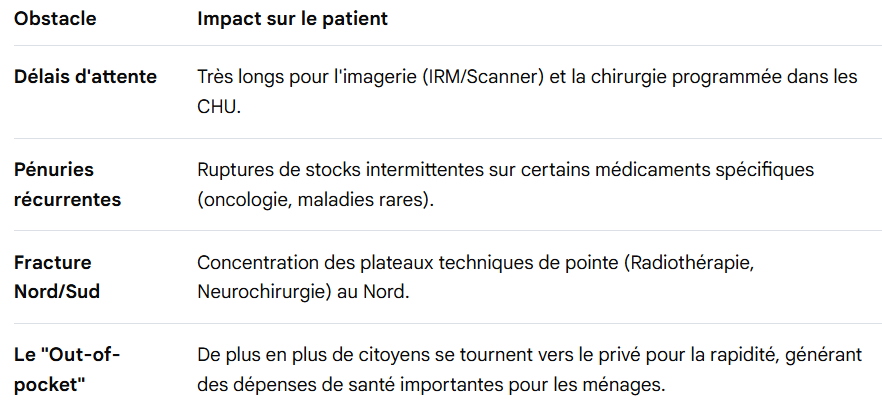 Obstacle Impact sur le patient
Délais d'attente Très longs pour l'imagerie (IRM/Scanner) et la chirurgie programmée dans les
CHU.
Pénuries Ruptures de stocks intermittentes sur certains médicaments spécifiques
récurrentes (oncologie, maladies rares).
Fracture Concentration des plateaux techniques de pointe (Radiothérapie,
Nord/Sud Neurochirurgie) au Nord.
Le "Out-of- De plus en plus de citoyens se tournent vers le privé pour la rapidité, générant
pocket" des dépenses de santé importantes pour les ménages.